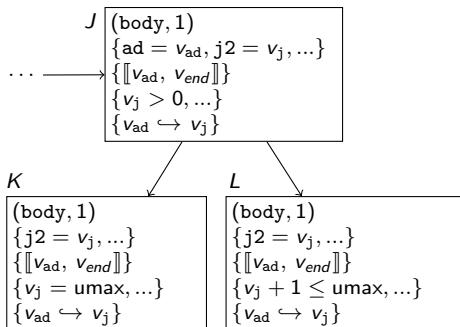 J
(body, 1)
{ad = v_ad, j2 = v_j, ...}
{⟦v_ad, v_end⟧}
{v_j > 0, ...}
{v_ad ↪ v_j}
...
K
(body, 1)
{j2 = v_j, ...}
{⟦v_ad, v_end⟧}
{v_j = umax, ...}
{v_ad ↪ v_j}
L
(body, 1)
{j2 = v_j, ...}
{⟦v_ad, v_end⟧}
{v_j + 1 ≤ umax, ...}
{v_ad ↪ v_j}